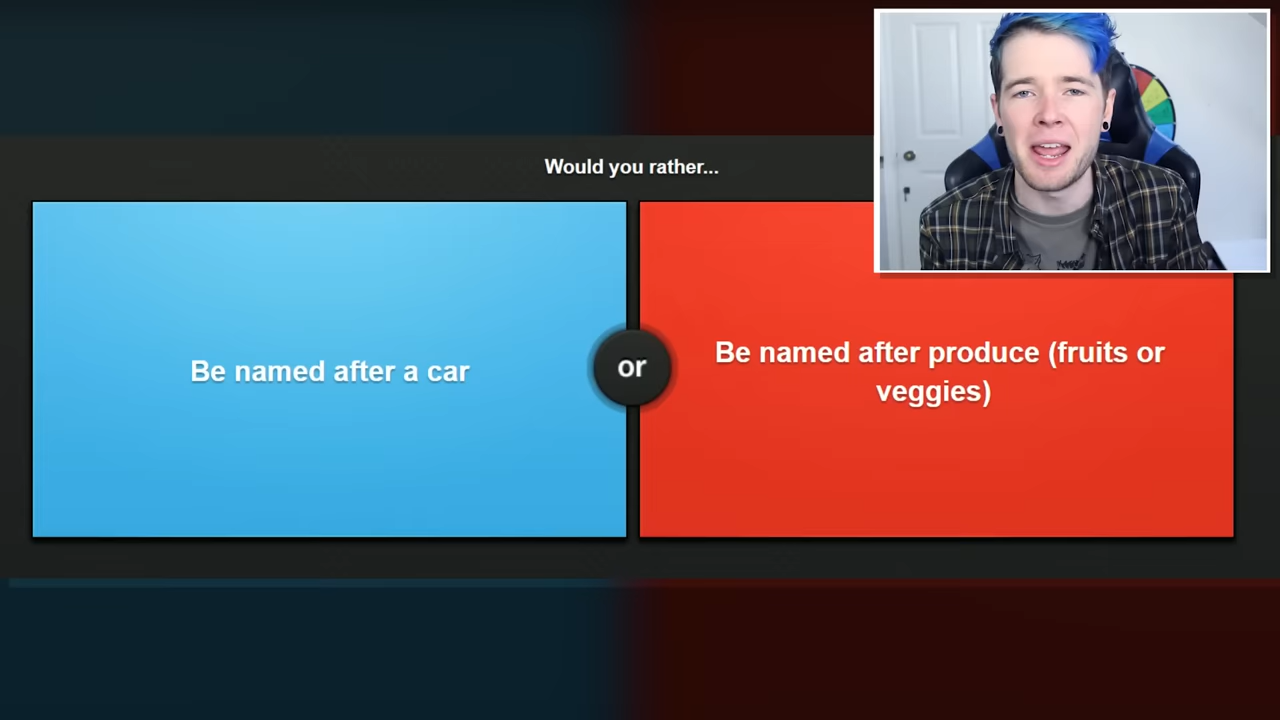 Would you rather...
Be named after a car
or
Be named after produce (fruits or
veggies)